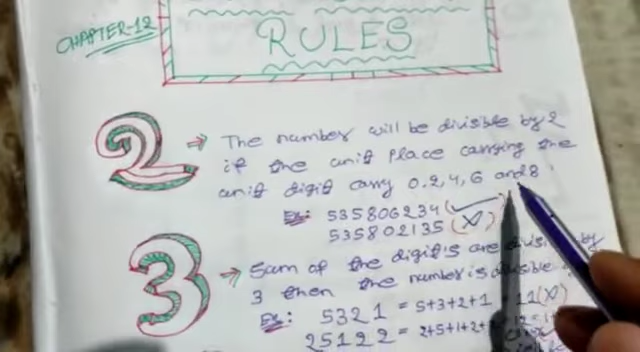 CHAPTER-12
RULES
2 → The number will be divisible by 2
if the unit place carrying the
unit digit carry 0.2,4,6 and 8.
Ex: 535806234 (✓)
535802135 (X)
3 → Sum of the digit's are divisi by
3 then the number is divisible
Ex: 5321 = 5+3+2+1 = 11 (X)
25122 = 2+5+1+2+ 12 =